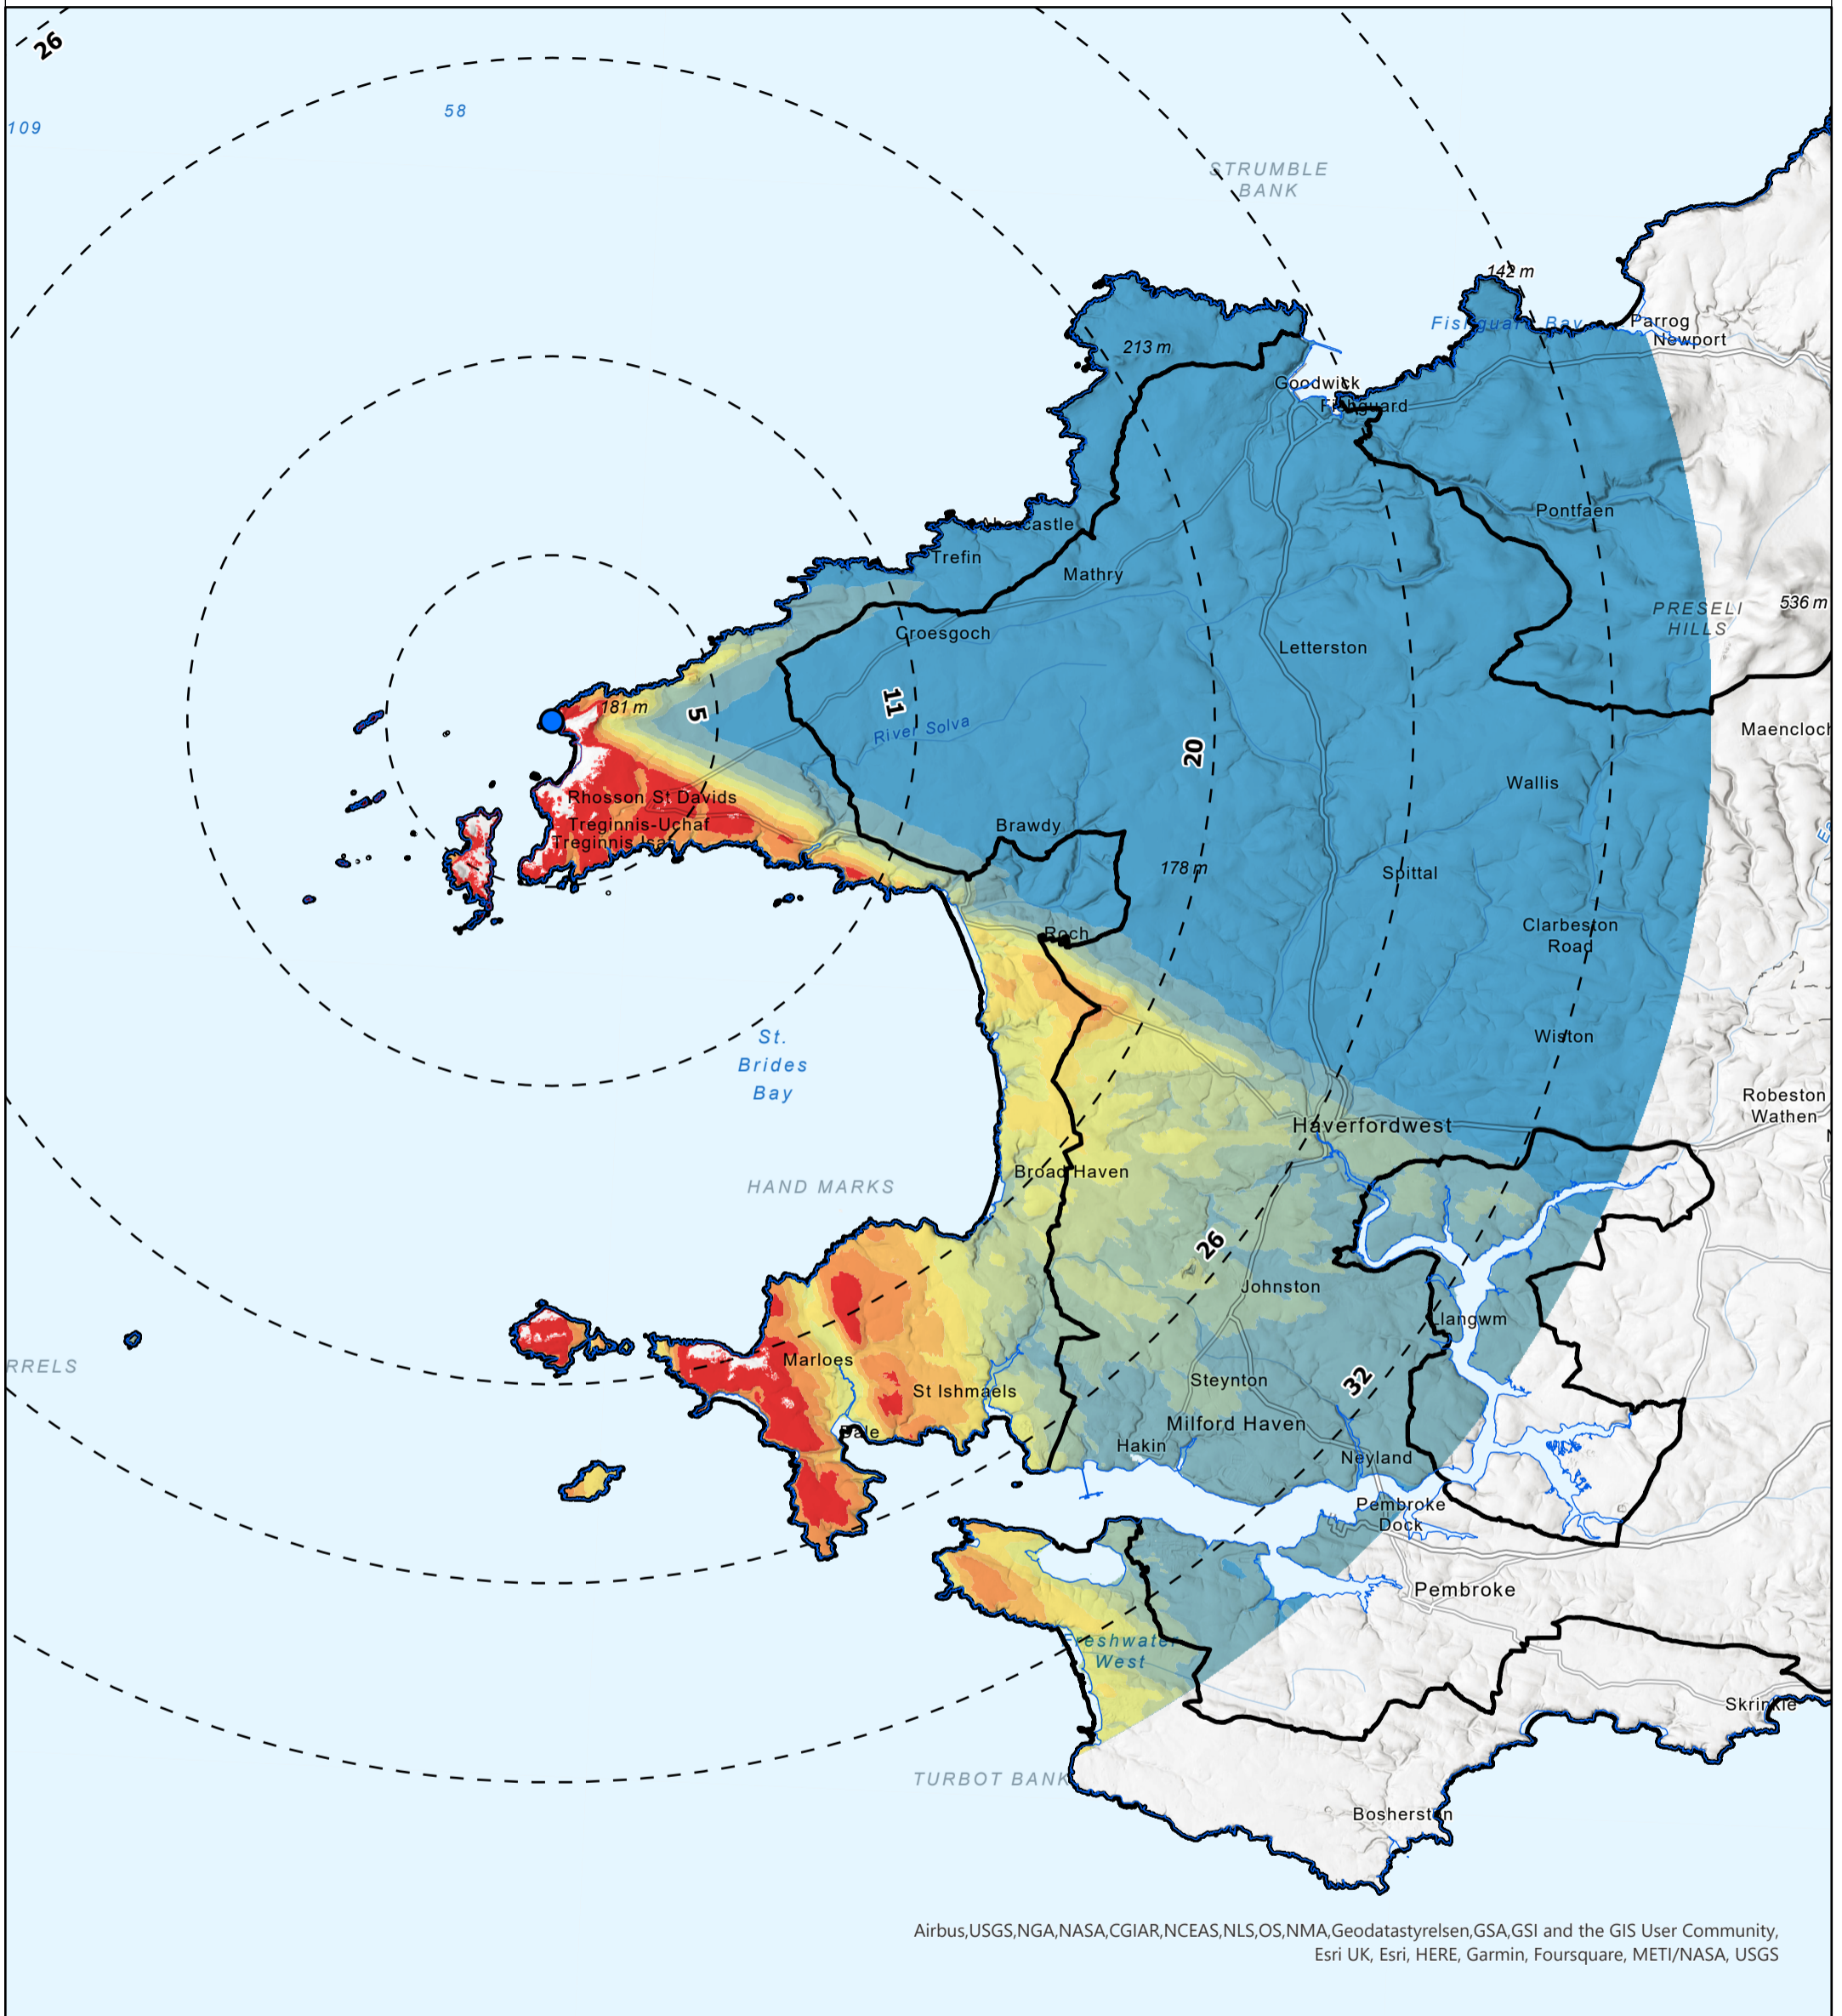 26
58
109
STRUMBLE
BANK
142 m
Fishguard Bay
Parrog
Newport
213 m
Goodwick
Fishguard
Abercastle
Pontfaen
Trefin
Mathry
PRESELI
HILLS
536 m
Croesgoch
Letterston
181 m
5
11
River Solva
20
Maencloch
Wallis
Rhosson St Davids
Treginnis-Uchaf
Treginnis Isaf
Brawdy
178 m
Spittal
Clarbeston
Road
Roch
St.
Brides
Bay
Wiston
Robeston
Wathen
Haverfordwest
Broad Haven
HAND MARKS
26
Johnston
Llangwm
RRELS
Marloes
St Ishmaels
Steynton
32
Milford Haven
Dale
Hakin
Neyland
Pembroke
Dock
Pembroke
Freshwater
West
Skrinkle
TURBOT BANK
Bosherston
Airbus,USGS,NGA,NASA,CGIAR,NCEAS,NLS,OS,NMA,Geodatastyrelsen,GSA,GSI and the GIS User Community,
Esri UK, Esri, HERE, Garmin, Foursquare, METI/NASA, USGS